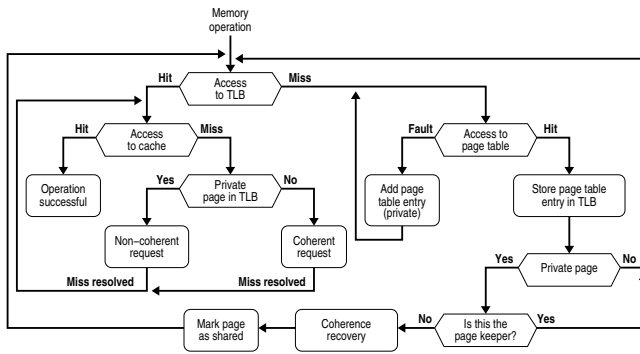 Memory
operation
Hit
Access
to TLB
Miss
Hit
Access
to cache
Miss
Fault
Access to
page table
Hit
Operation
successful
Yes
Private
page in TLB
No
Add page
table entry
(private)
Store page table
entry in TLB
Non−coherent
request
Coherent
request
Miss resolved
Miss resolved
Yes
Private page
No
Mark page
as shared
Coherence
recovery
No
Is this the
page keeper?
Yes